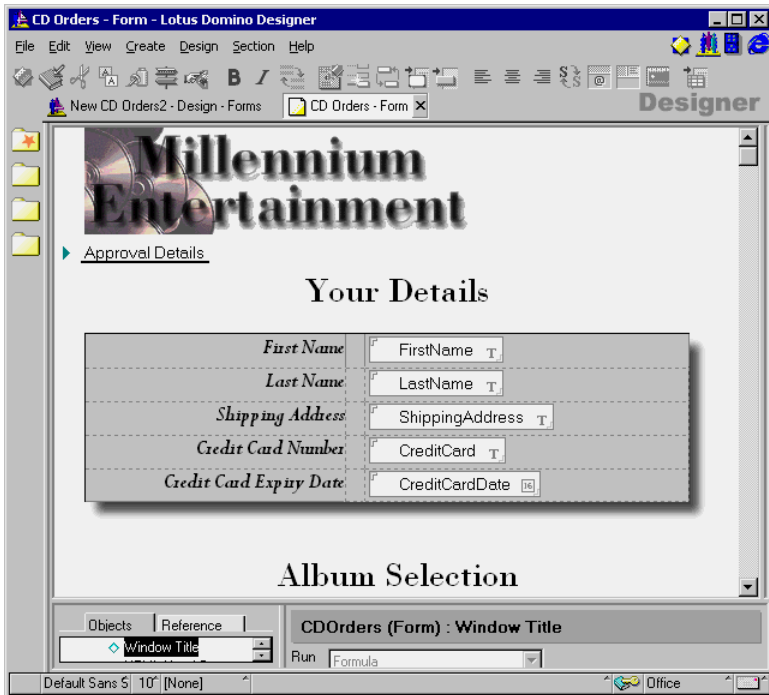 CD Orders - Form - Lotus Domino Designer
File Edit View Create Design Section Help
B I
@
New CD Orders2 - Design - Forms CD Orders - Form
Designer
Millennium
Entertainment
Approval Details
Your Details
First Name FirstName T
Last Name LastName T
Shipping Address ShippingAddress T
Credit Card Number CreditCard T
Credit Card Expiry Date CreditCardDate 16
Album Selection
Objects Reference
CDOrders (Form) : Window Title
Window Title
Run Formula
Default Sans S 10 [None] Office